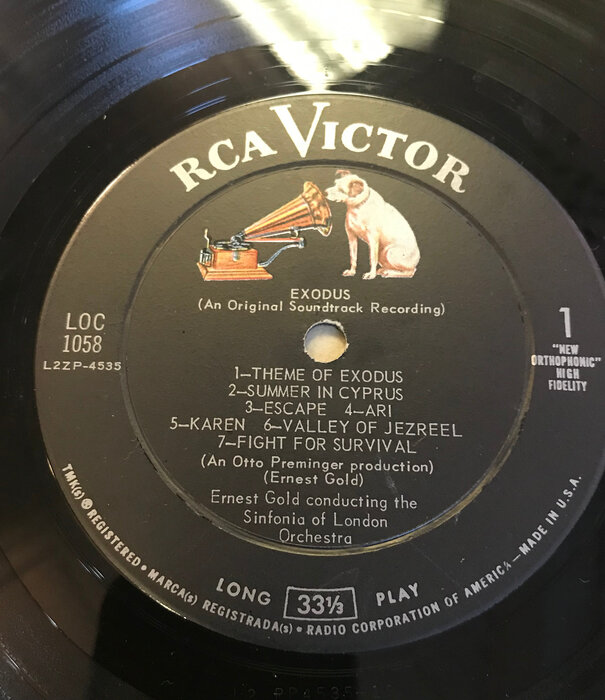 RCA VICTOR
EXODUS
(An Original Soundtrack Recording)
LOC
1058
L2ZP-4535
1
"NEW
ORTHOPHONIC"
HIGH
FIDELITY
1—THEME OF EXODUS
2—SUMMER IN CYPRUS
3—ESCAPE 4—ARI
5—KAREN 6—VALLEY OF JEZREEL
7—FIGHT FOR SURVIVAL
(An Otto Preminger production)
(Ernest Gold)
Ernest Gold conducting the
Sinfonia of London
Orchestra
LONG 33⅓ PLAY
TMK(s) ® REGISTERED • MARCA(s) REGISTRADA(s) • RADIO CORPORATION OF AMERICA—MADE IN U.S.A.